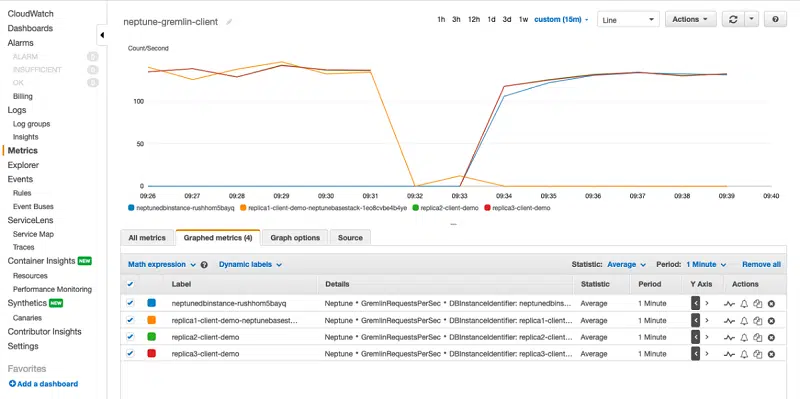 CloudWatch
Dashboards
Alarms
ALARM
INSUFFICIENT
OK
Billing
Logs
Log groups
Insights
Metrics
Explorer
Events
Rules
Event Buses
ServiceLens
Service Map
Traces
Container Insights NEW
Resources
Performance Monitoring
Synthetics NEW
Canaries
Contributor Insights
Settings
Favorites
Add a dashboard
neptune-gremlin-client
1h 3h 12h 1d 3d 1w custom (15m)
Line
Actions
Count/Second
100
50
0
09:26 09:27 09:28 09:29 09:30 09:31 09:32 09:33 09:34 09:35 09:36 09:37 09:38 09:39 09:40
neptunedbinstance-rushhom5bayq replica1-client-demo-neptunebasestack-1eo8cvbe4b4ye replica2-client-demo replica3-client-demo
All metrics Graphed metrics (4) Graph options Source
Math expression Dynamic labels Statistic: Average Period: 1 Minute Remove all
Label Details Statistic Period Y Axis Actions
neptunedbinstance-rushhom5bayq Neptune • GremlinRequestsPerSec • DBInstanceIdentifier: neptunedbins... Average 1 Minute
replica1-client-demo-neptunebasest... Neptune • GremlinRequestsPerSec • DBInstanceIdentifier: replica1-client... Average 1 Minute
replica2-client-demo Neptune • GremlinRequestsPerSec • DBInstanceIdentifier: replica2-client... Average 1 Minute
replica3-client-demo Neptune • GremlinRequestsPerSec • DBInstanceIdentifier: replica3-client... Average 1 Minute